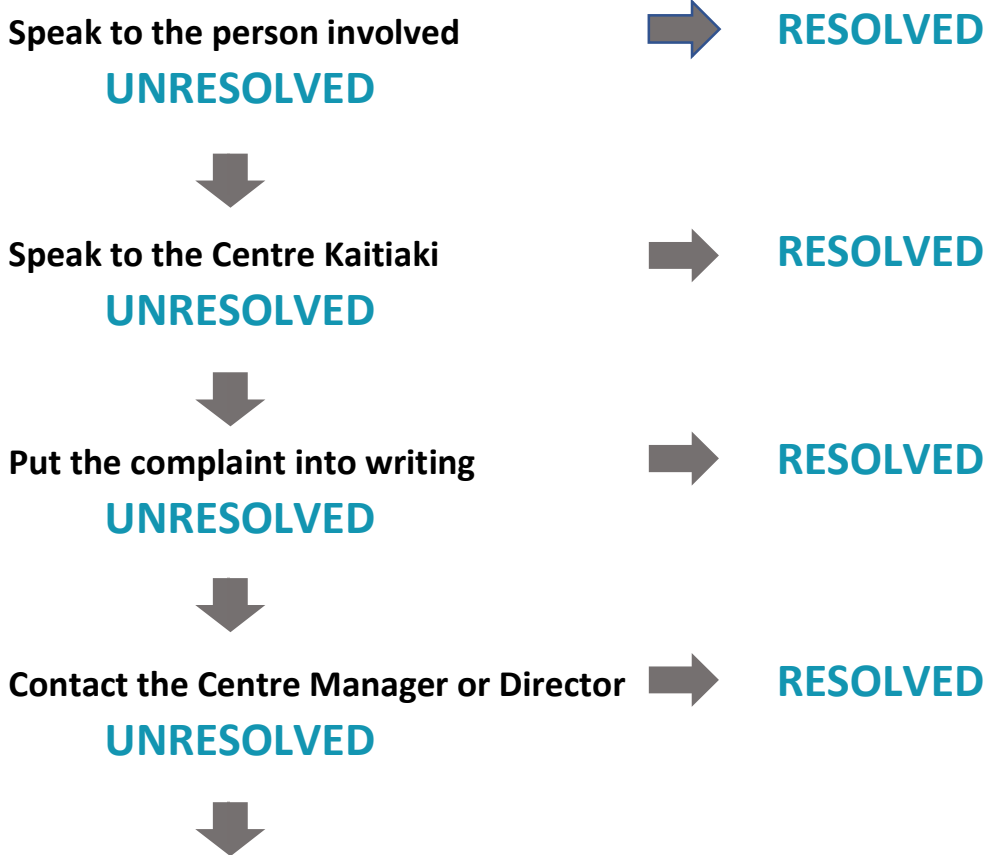 Speak to the person involved RESOLVED
UNRESOLVED
Speak to the Centre Kaitiaki RESOLVED
UNRESOLVED
Put the complaint into writing RESOLVED
UNRESOLVED
Contact the Centre Manager or Director RESOLVED
UNRESOLVED